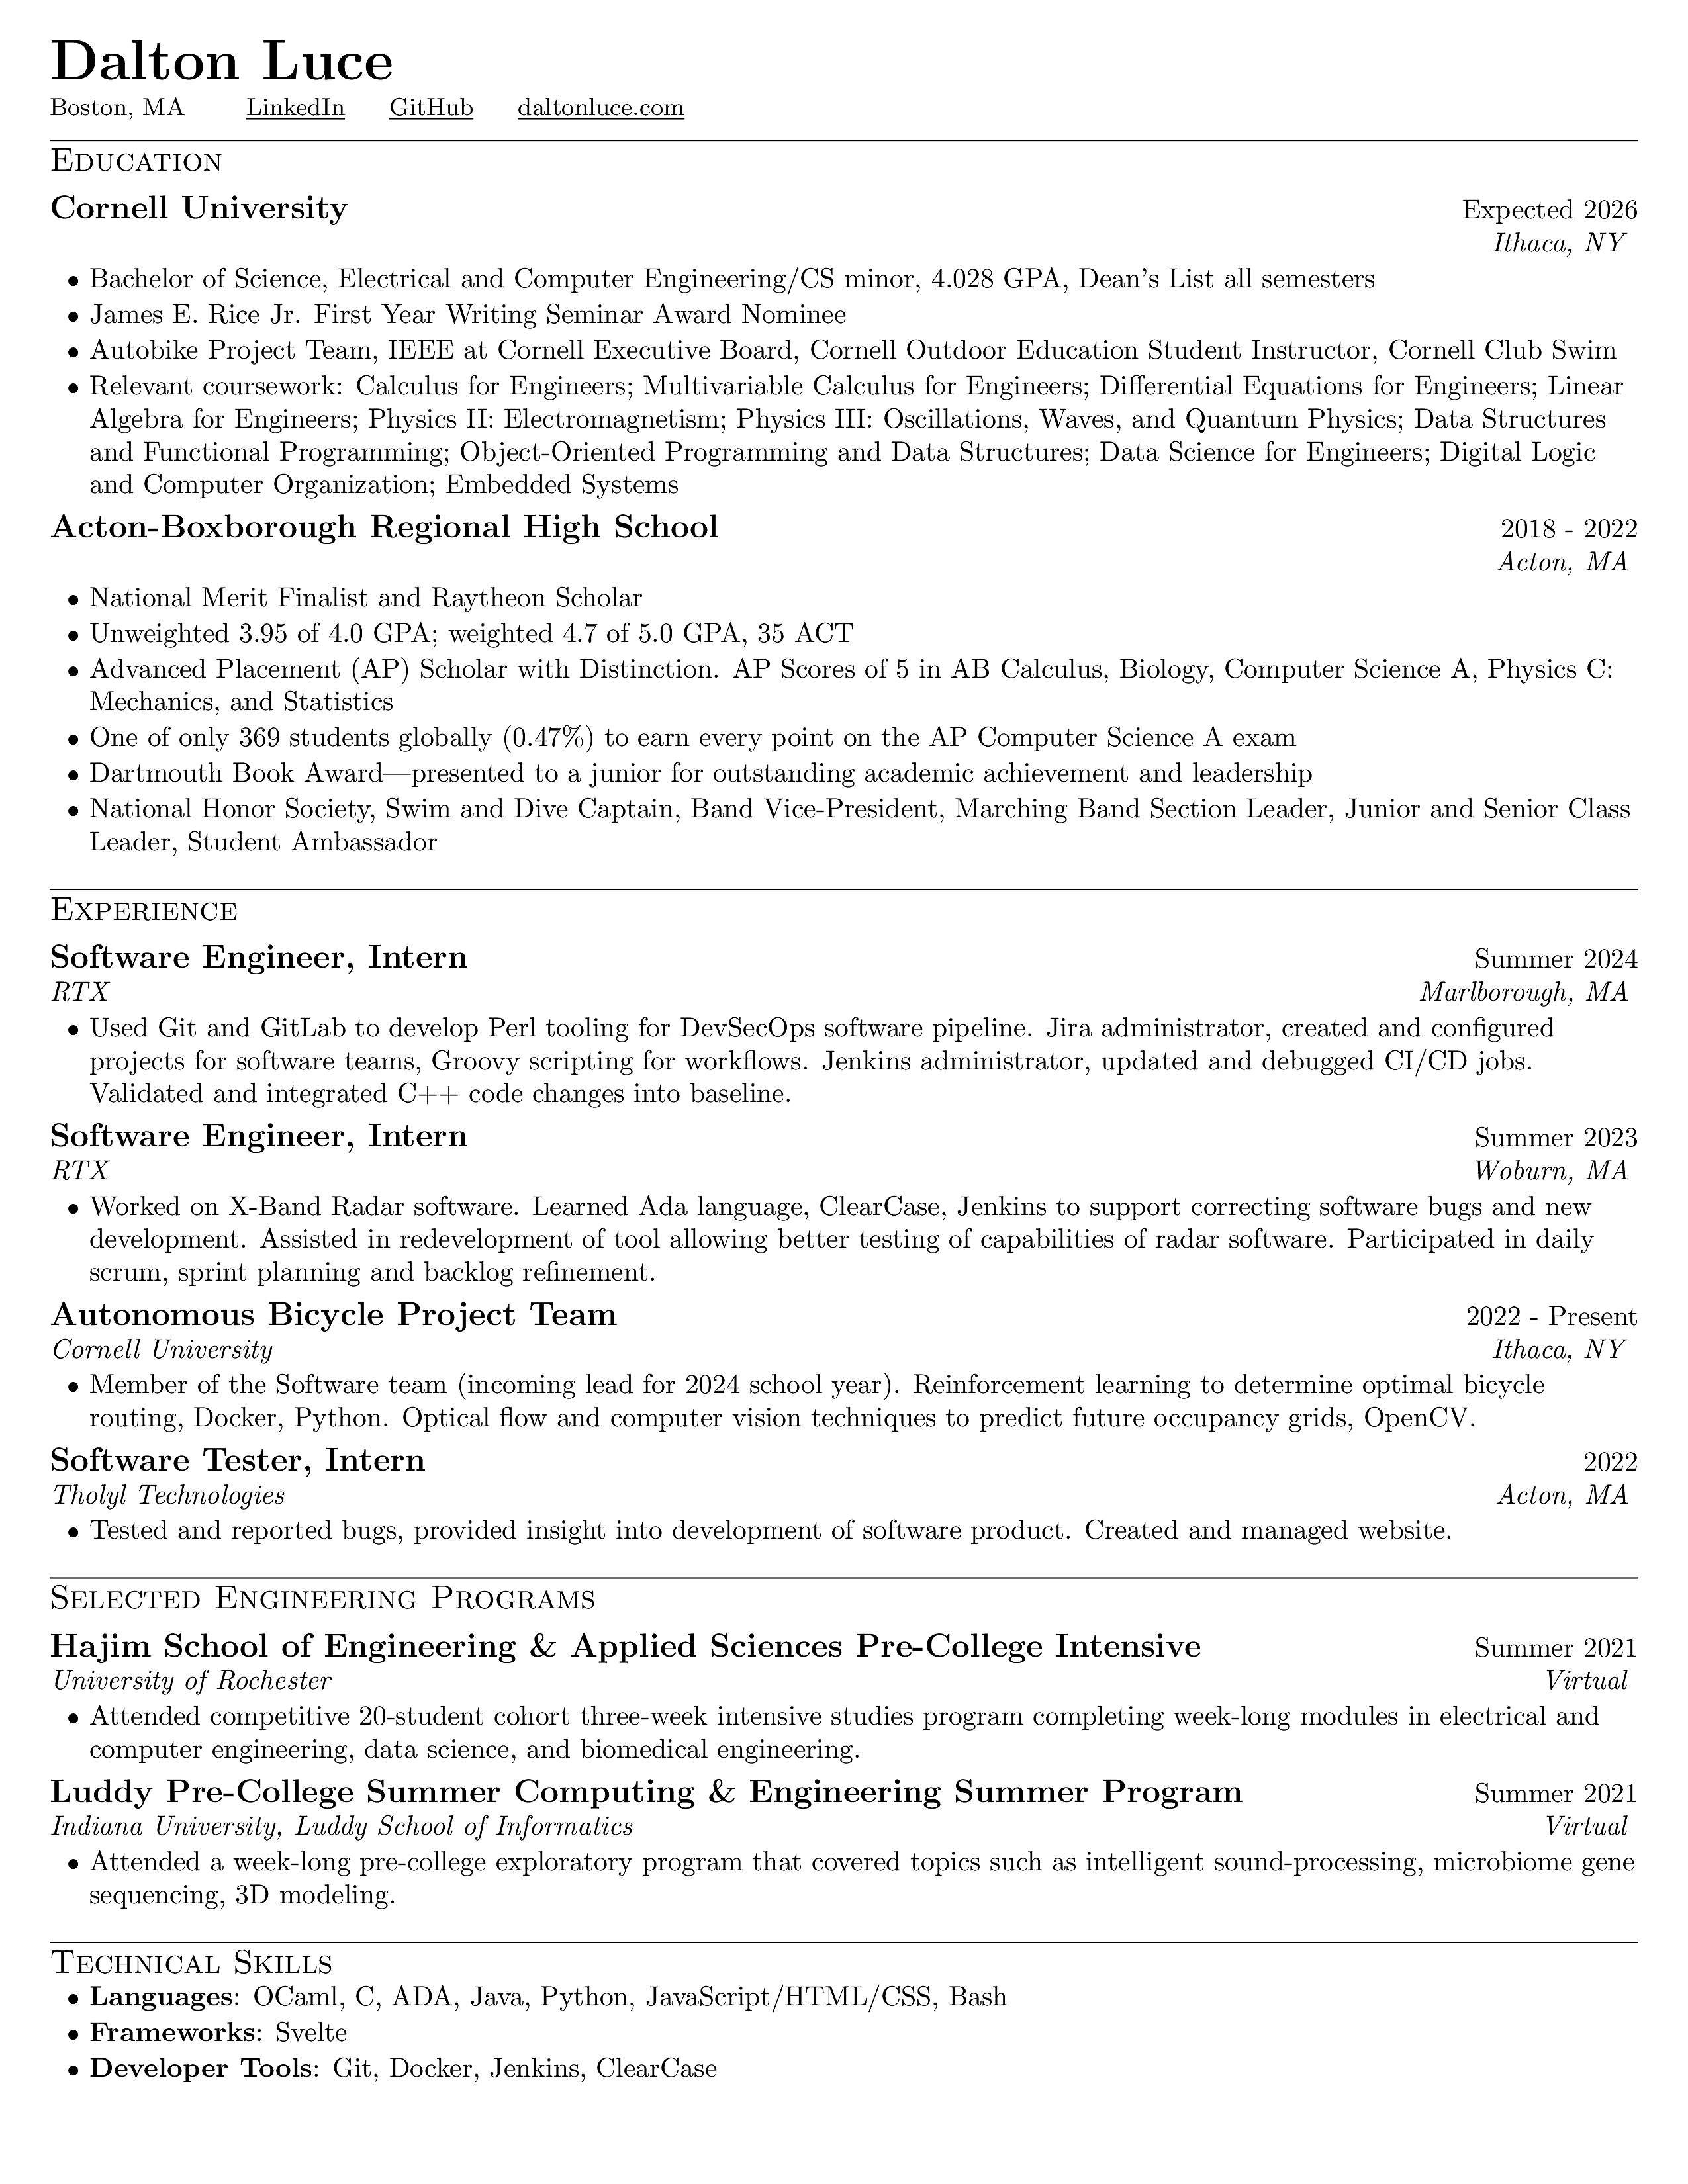 Dalton Luce
Boston, MA LinkedIn GitHub daltonluce.com
Education
Cornell University Expected 2026
Ithaca, NY
• Bachelor of Science, Electrical and Computer Engineering/CS minor, 4.028 GPA, Dean's List all semesters
• James E. Rice Jr. First Year Writing Seminar Award Nominee
• Autobike Project Team, IEEE at Cornell Executive Board, Cornell Outdoor Education Student Instructor, Cornell Club Swim
• Relevant coursework: Calculus for Engineers; Multivariable Calculus for Engineers; Differential Equations for Engineers; Linear
Algebra for Engineers; Physics II: Electromagnetism; Physics III: Oscillations, Waves, and Quantum Physics; Data Structures
and Functional Programming; Object-Oriented Programming and Data Structures; Data Science for Engineers; Digital Logic
and Computer Organization; Embedded Systems
Acton-Boxborough Regional High School 2018 - 2022
Acton, MA
• National Merit Finalist and Raytheon Scholar
• Unweighted 3.95 of 4.0 GPA; weighted 4.7 of 5.0 GPA, 35 ACT
• Advanced Placement (AP) Scholar with Distinction. AP Scores of 5 in AB Calculus, Biology, Computer Science A, Physics C:
Mechanics, and Statistics
• One of only 369 students globally (0.47%) to earn every point on the AP Computer Science A exam
• Dartmouth Book Award—presented to a junior for outstanding academic achievement and leadership
• National Honor Society, Swim and Dive Captain, Band Vice-President, Marching Band Section Leader, Junior and Senior Class
Leader, Student Ambassador
Experience
Software Engineer, Intern Summer 2024
RTX Marlborough, MA
• Used Git and GitLab to develop Perl tooling for DevSecOps software pipeline. Jira administrator, created and configured
projects for software teams, Groovy scripting for workflows. Jenkins administrator, updated and debugged CI/CD jobs.
Validated and integrated C++ code changes into baseline.
Software Engineer, Intern Summer 2023
RTX Woburn, MA
• Worked on X-Band Radar software. Learned Ada language, ClearCase, Jenkins to support correcting software bugs and new
development. Assisted in redevelopment of tool allowing better testing of capabilities of radar software. Participated in daily
scrum, sprint planning and backlog refinement.
Autonomous Bicycle Project Team 2022 - Present
Cornell University Ithaca, NY
• Member of the Software team (incoming lead for 2024 school year). Reinforcement learning to determine optimal bicycle
routing, Docker, Python. Optical flow and computer vision techniques to predict future occupancy grids, OpenCV.
Software Tester, Intern 2022
Tholyl Technologies Acton, MA
• Tested and reported bugs, provided insight into development of software product. Created and managed website.
Selected Engineering Programs
Hajim School of Engineering & Applied Sciences Pre-College Intensive Summer 2021
University of Rochester Virtual
• Attended competitive 20-student cohort three-week intensive studies program completing week-long modules in electrical and
computer engineering, data science, and biomedical engineering.
Luddy Pre-College Summer Computing & Engineering Summer Program Summer 2021
Indiana University, Luddy School of Informatics Virtual
• Attended a week-long pre-college exploratory program that covered topics such as intelligent sound-processing, microbiome gene
sequencing, 3D modeling.
Technical Skills
• Languages: OCaml, C, ADA, Java, Python, JavaScript/HTML/CSS, Bash
• Frameworks: Svelte
• Developer Tools: Git, Docker, Jenkins, ClearCase